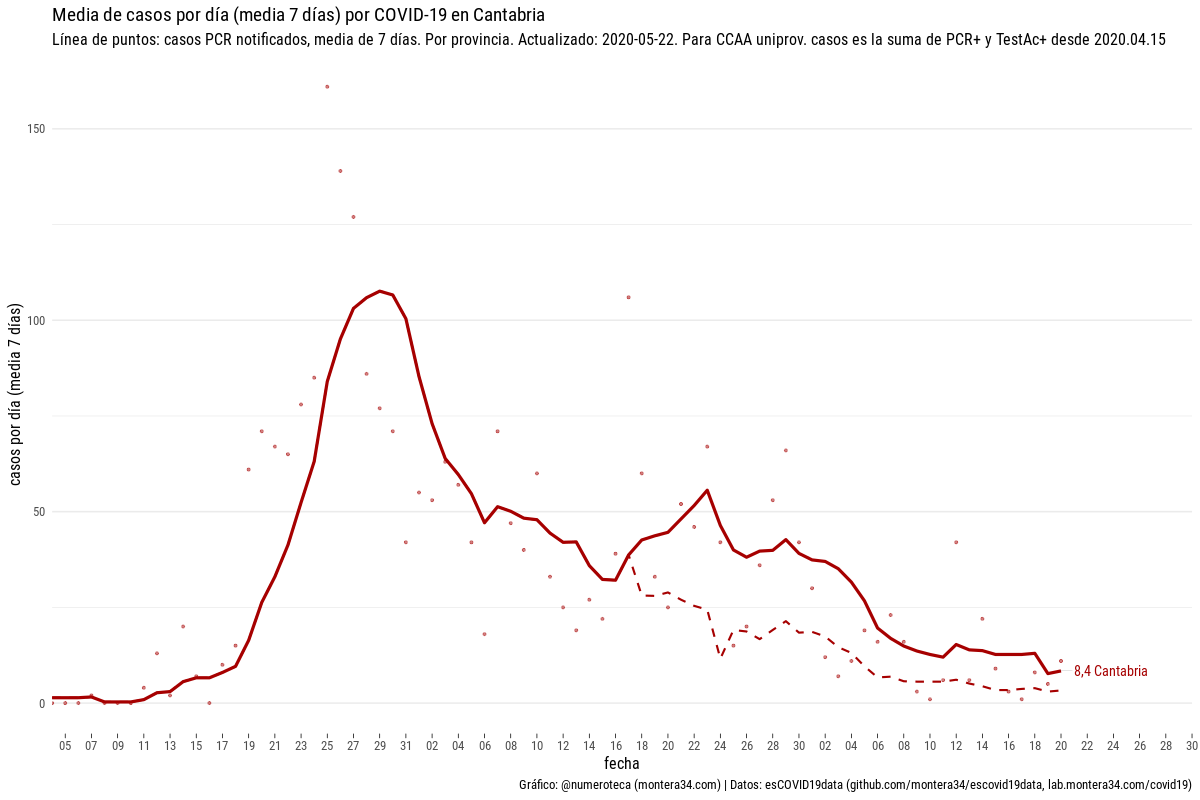 Media de casos por día (media 7 días) por COVID-19 en Cantabria
Línea de puntos: casos PCR notificados, media de 7 días. Por provincia. Actualizado: 2020-05-22. Para CCAA uniprov. casos es la suma de PCR+ y TestAc+ desde 2020.04.15
casos por día (media 7 días)
150
100
50
0
8,4 Cantabria
05 07 09 11 13 15 17 19 21 23 25 27 29 31 02 04 06 08 10 12 14 16 18 20 22 24 26 28 30 02 04 06 08 10 12 14 16 18 20 22 24 26 28 30
fecha
Gráfico: @numeroteca (montera34.com) | Datos: esCOVID19data (github.com/montera34/escovid19data, lab.montera34.com/covid19)